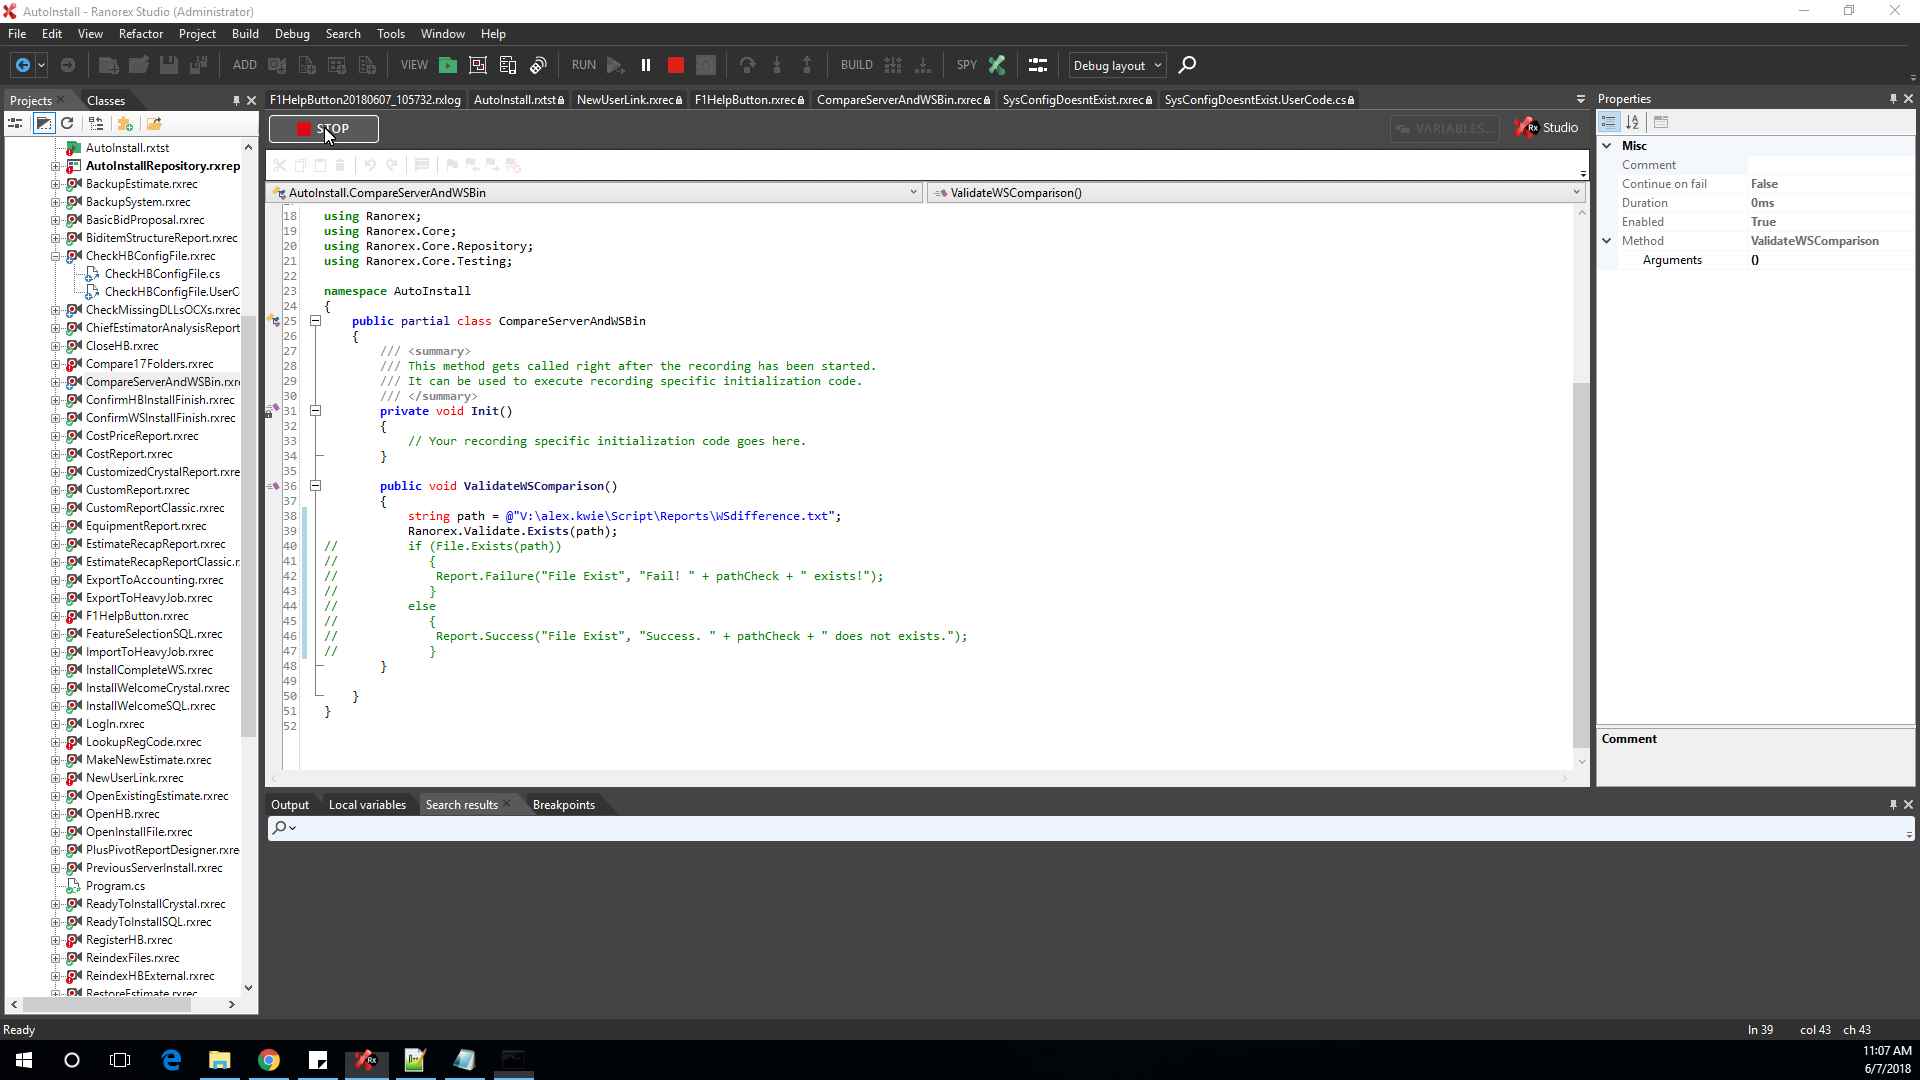 AutoInstall - Ranorex Studio (Administrator)
File Edit View Refactor Project Build Debug Search Tools Window Help
ADD VIEW RUN BUILD SPY Debug layout
Projects Classes
F1HelpButton20180607_105732.rxlog AutoInstall.rxtst NewUserLink.rxrec F1HelpButton.rxrec CompareServerAndWSBin.rxrec SysConfigDoesntExist.rxrec SysConfigDoesntExist.UserCode.cs
STOP VARIABLES... Rx Studio
AutoInstall.CompareServerAndWSBin ValidateWSComparison()
AutoInstall.rxtst
AutoInstallRepository.rxrep
BackupEstimate.rxrec
BackupSystem.rxrec
BasicBidProposal.rxrec
BiditemStructureReport.rxrec
CheckHBConfigFile.rxrec
CheckHBConfigFile.cs
CheckHBConfigFile.UserC
CheckMissingDLLsOCXs.rxrec
ChiefEstimatorAnalysisReport
CloseHB.rxrec
Compare17Folders.rxrec
CompareServerAndWSBin.rxre
ConfirmHBInstallFinish.rxrec
ConfirmWSInstallFinish.rxrec
CostPriceReport.rxrec
CostReport.rxrec
CustomizedCrystalReport.rxre
CustomReport.rxrec
CustomReportClassic.rxrec
EquipmentReport.rxrec
EstimateRecapReport.rxrec
EstimateRecapReportClassic.r
ExportToAccounting.rxrec
ExportToHeavyJob.rxrec
F1HelpButton.rxrec
FeatureSelectionSQL.rxrec
ImportToHeavyJob.rxrec
InstallCompleteWS.rxrec
InstallWelcomeCrystal.rxrec
InstallWelcomeSQL.rxrec
LogIn.rxrec
LookupRegCode.rxrec
MakeNewEstimate.rxrec
NewUserLink.rxrec
OpenExistingEstimate.rxrec
OpenHB.rxrec
OpenInstallFile.rxrec
PlusPivotReportDesigner.rxre
PreviousServerInstall.rxrec
Program.cs
ReadyToInstallCrystal.rxrec
ReadyToInstallSQL.rxrec
RegisterHB.rxrec
ReindexFiles.rxrec
ReindexHBExternal.rxrec
RestoreEstimate.rxrec
18 using Ranorex;
19 using Ranorex.Core;
20 using Ranorex.Core.Repository;
21 using Ranorex.Core.Testing;
22
23 namespace AutoInstall
24 {
25 public partial class CompareServerAndWSBin
26 {
27 /// <summary>
28 /// This method gets called right after the recording has been started.
29 /// It can be used to execute recording specific initialization code.
30 /// </summary>
31 private void Init()
32 {
33 // Your recording specific initialization code goes here.
34 }
35
36 public void ValidateWSComparison()
37 {
38 string path = @"V:\alex.kwie\Script\Reports\WSdifference.txt";
39 Ranorex.Validate.Exists(path);
40 // if (File.Exists(path))
41 // {
42 // Report.Failure("File Exist", "Fail! " + pathCheck + " exists!");
43 // }
44 // else
45 // {
46 // Report.Success("File Exist", "Success. " + pathCheck + " does not exists.");
47 // }
48 }
49
50 }
51 }
52
Properties
Misc
Comment
Continue on fail False
Duration 0ms
Enabled True
Method ValidateWSComparison
Arguments ()
Comment
Output Local variables Search results Breakpoints
Ready ln 39 col 43 ch 43
11:07 AM
6/7/2018